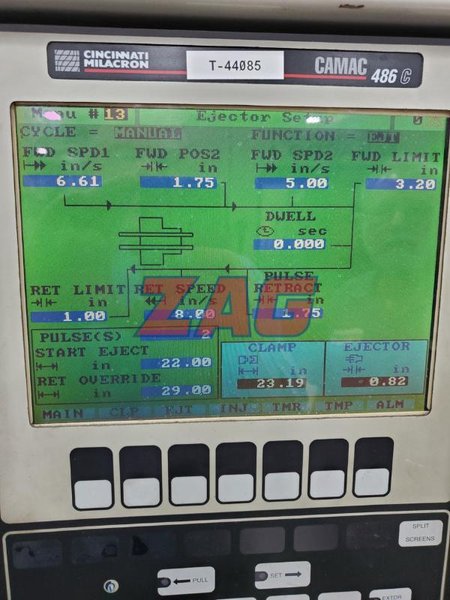 CINCINNATI MILACRON
T-44085
CAMAC 486 C
Menu #13 Ejector Setup 0
CYCLE = MANUAL FUNCTION = EJT
FWD SPD1 FWD POS2 FWD SPD2 FWD LIMIT
in/s in in/s in
6.61 1.75 5.00 3.20
DWELL
sec
0.000
PULSE
RET LIMIT RET SPEED RETRACT
in in/s in
1.00 8.00 1.75
ZAG
PULSE(S) 2
START EJECT CLAMP EJECTOR
in 22.00 in in
RET OVERRIDE 23.19 0.82
in 29.00
MAIN CLP EJT INJ TMR TMP ALM
SPLIT
SCREENS
PULL SET